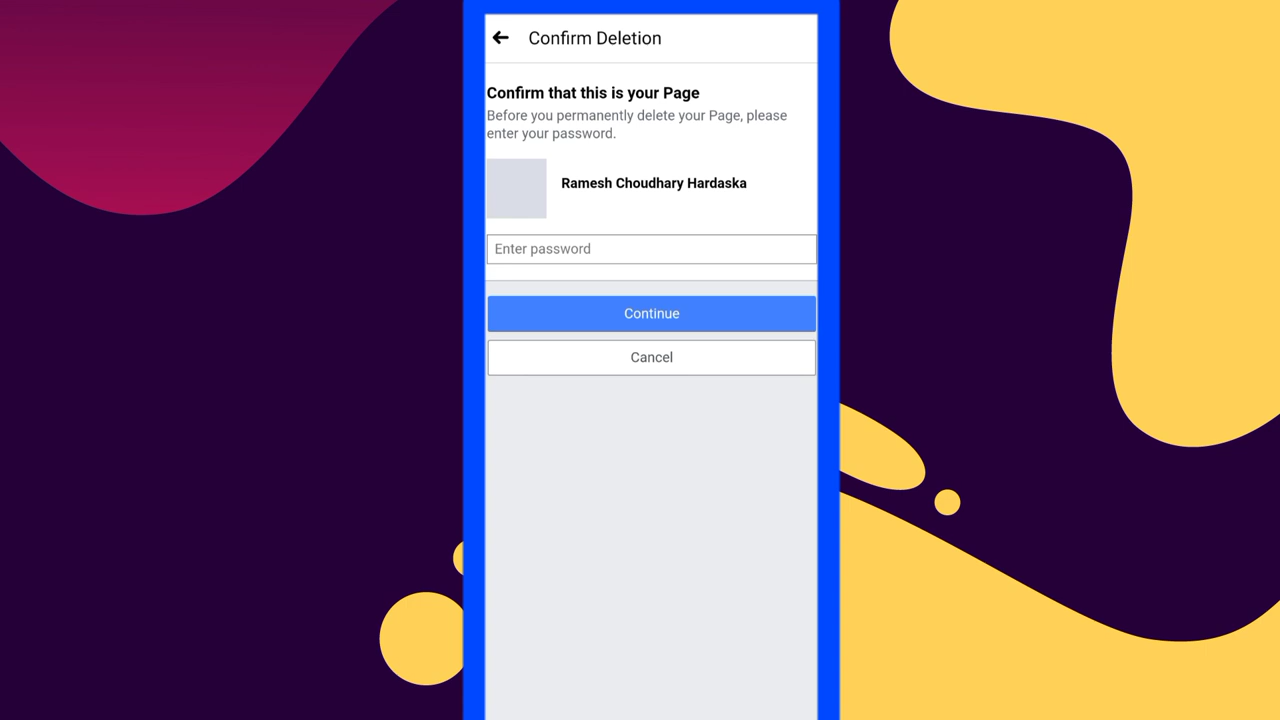 Confirm Deletion
Confirm that this is your Page
Before you permanently delete your Page, please
enter your password.
Ramesh Choudhary Hardaska
Enter password
Continue
Cancel